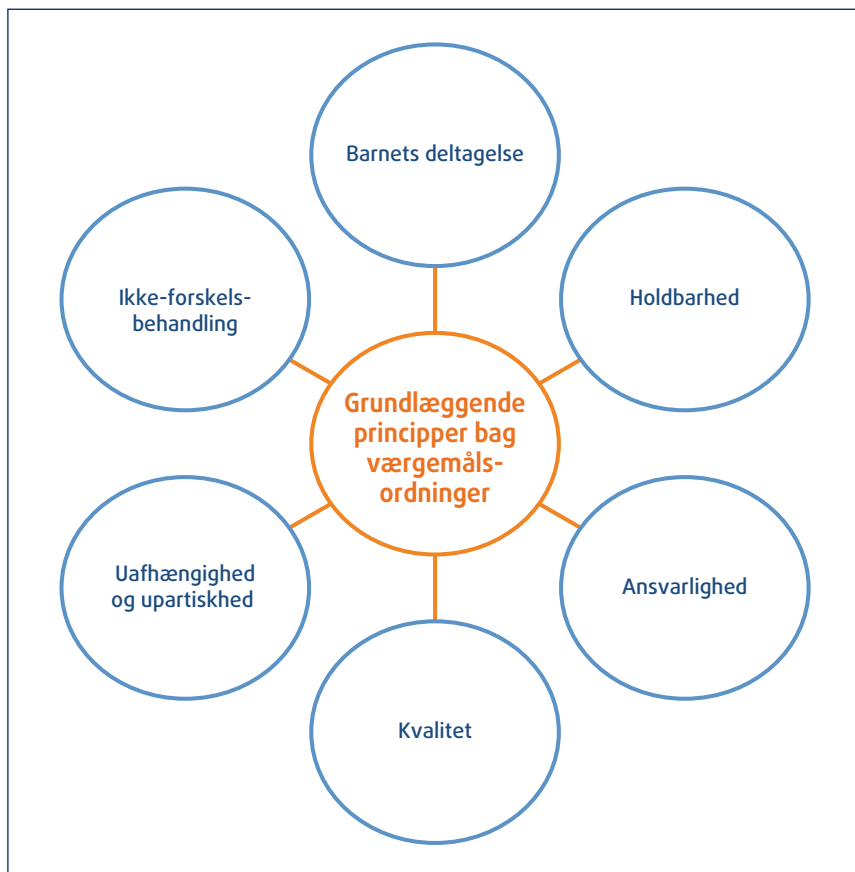 Barnets deltagelse
Ikke-forskels-
behandling
Holdbarhed
Grundlæggende
principper bag
værgemåls-
ordninger
Uafhængighed
og upartiskhed
Ansvarlighed
Kvalitet